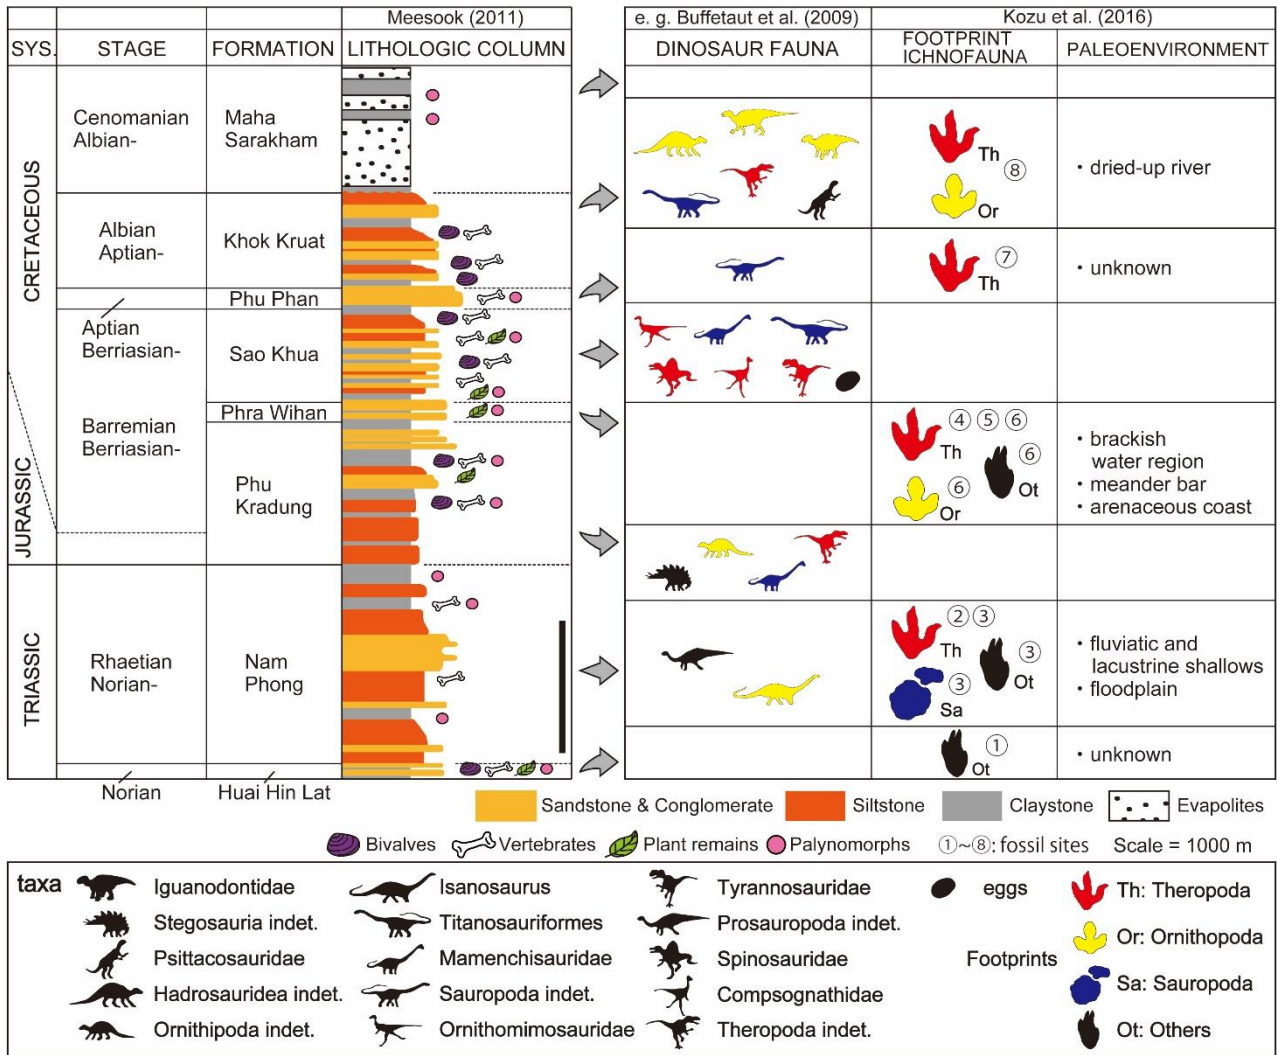 Meesook (2011)
e. g. Buffetaut et al. (2009)
Kozu et al. (2016)
SYS.
STAGE
FORMATION
LITHOLOGIC COLUMN
DINOSAUR FAUNA
FOOTPRINT
ICHNOFAUNA
PALEOENVIRONMENT
CRETACEOUS
JURASSIC
TRIASSIC
Cenomanian
Albian-
Maha
Sarakham
Th
⑧
Or
• dried-up river
Albian
Aptian-
Khok Kruat
⑦
Th
• unknown
Phu Phan
Aptian
Berriasian-
Sao Khua
Phra Wihan
Barremian
Berriasian-
Phu
Kradung
④ ⑤ ⑥
Th
⑥
Ot
⑥
Or
• brackish
water region
• meander bar
• arenaceous coast
Rhaetian
Norian-
Nam
Phong
② ③
Th
③
Ot
③
Sa
• fluviatic and
lacustrine shallows
• floodplain
①
Ot
• unknown
Norian
Huai Hin Lat
Sandstone & Conglomerate
Siltstone
Claystone
Evapolites
Bivalves
Vertebrates
Plant remains
Palynomorphs
①~⑧: fossil sites
Scale = 1000 m
taxa
Iguanodontidae
Stegosauria indet.
Psittacosauridae
Hadrosauridea indet.
Ornithipoda indet.
Isanosaurus
Titanosauriformes
Mamenchisauridae
Sauropoda indet.
Ornithomimosauridae
Tyrannosauridae
Prosauropoda indet.
Spinosauridae
Compsognathidae
Theropoda indet.
eggs
Footprints
Th: Theropoda
Or: Ornithopoda
Sa: Sauropoda
Ot: Others